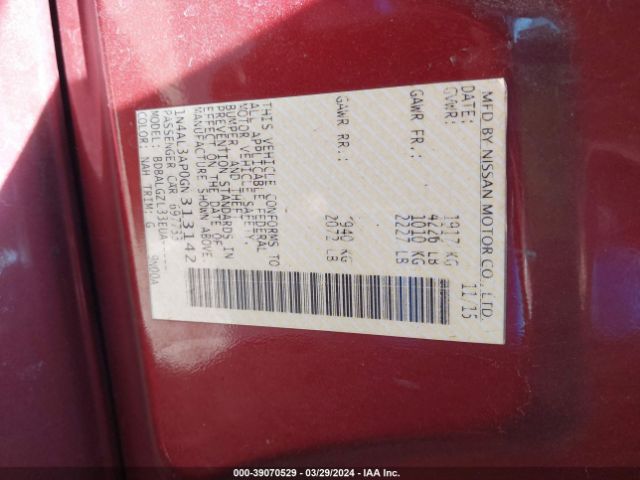 MFD BY NISSAN MOTOR CO., LTD.
DATE: 11/15
GVWR: 1917 KG
4226 LB
GAWR FR.: 1010 KG
2227 LB
GAWR RR.: 940 KG
2072 LB
THIS VEHICLE CONFORMS TO
ALL APPLICABLE FEDERAL
MOTOR VEHICLE SAFETY,
BUMPER AND THEFT
PREVENTION STANDARDS IN
EFFECT ON THE DATE OF
MANUFACTURE SHOWN ABOVE.
1N4AL3AP0GN313142
PASSENGER CAR 697753
MODEL:
COLOR: NAH TRIM: G
000-39070529 — 03/29/2024 — IAA Inc.